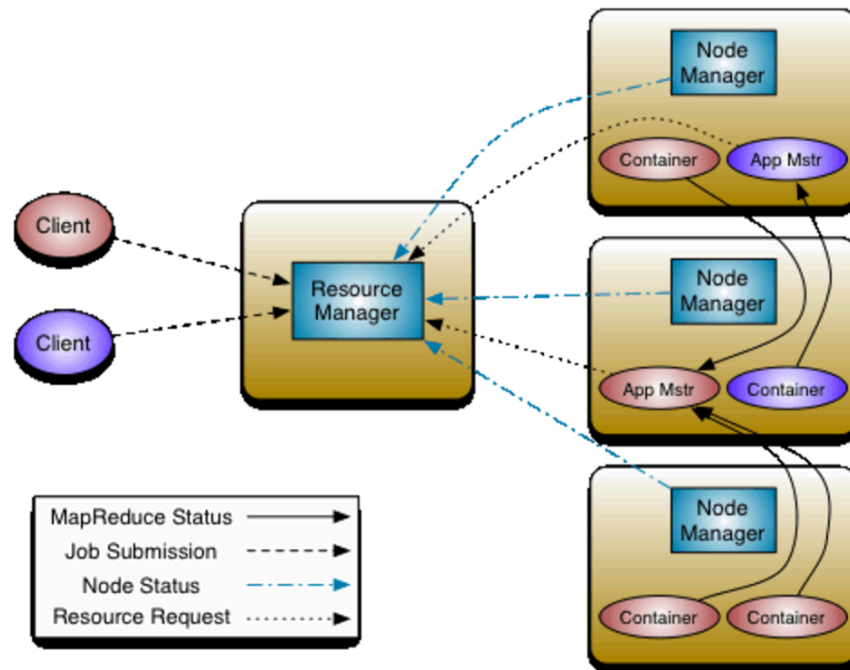 Client
Client
Resource
Manager
Node
Manager
Container
App Mstr
Node
Manager
App Mstr
Container
Node
Manager
Container
Container
MapReduce Status
Job Submission
Node Status
Resource Request